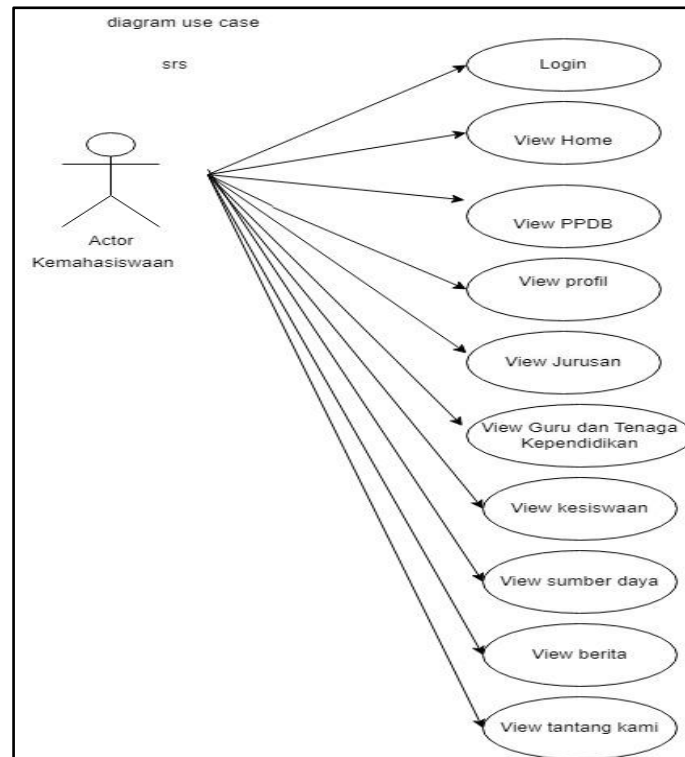 diagram use case
srs
Actor
Kemahasiswaan
Login
View Home
View PPDB
View profil
View Jurusan
View Guru dan Tenaga
Kependidikan
View kesiswaan
View sumber daya
View berita
View tantang kami